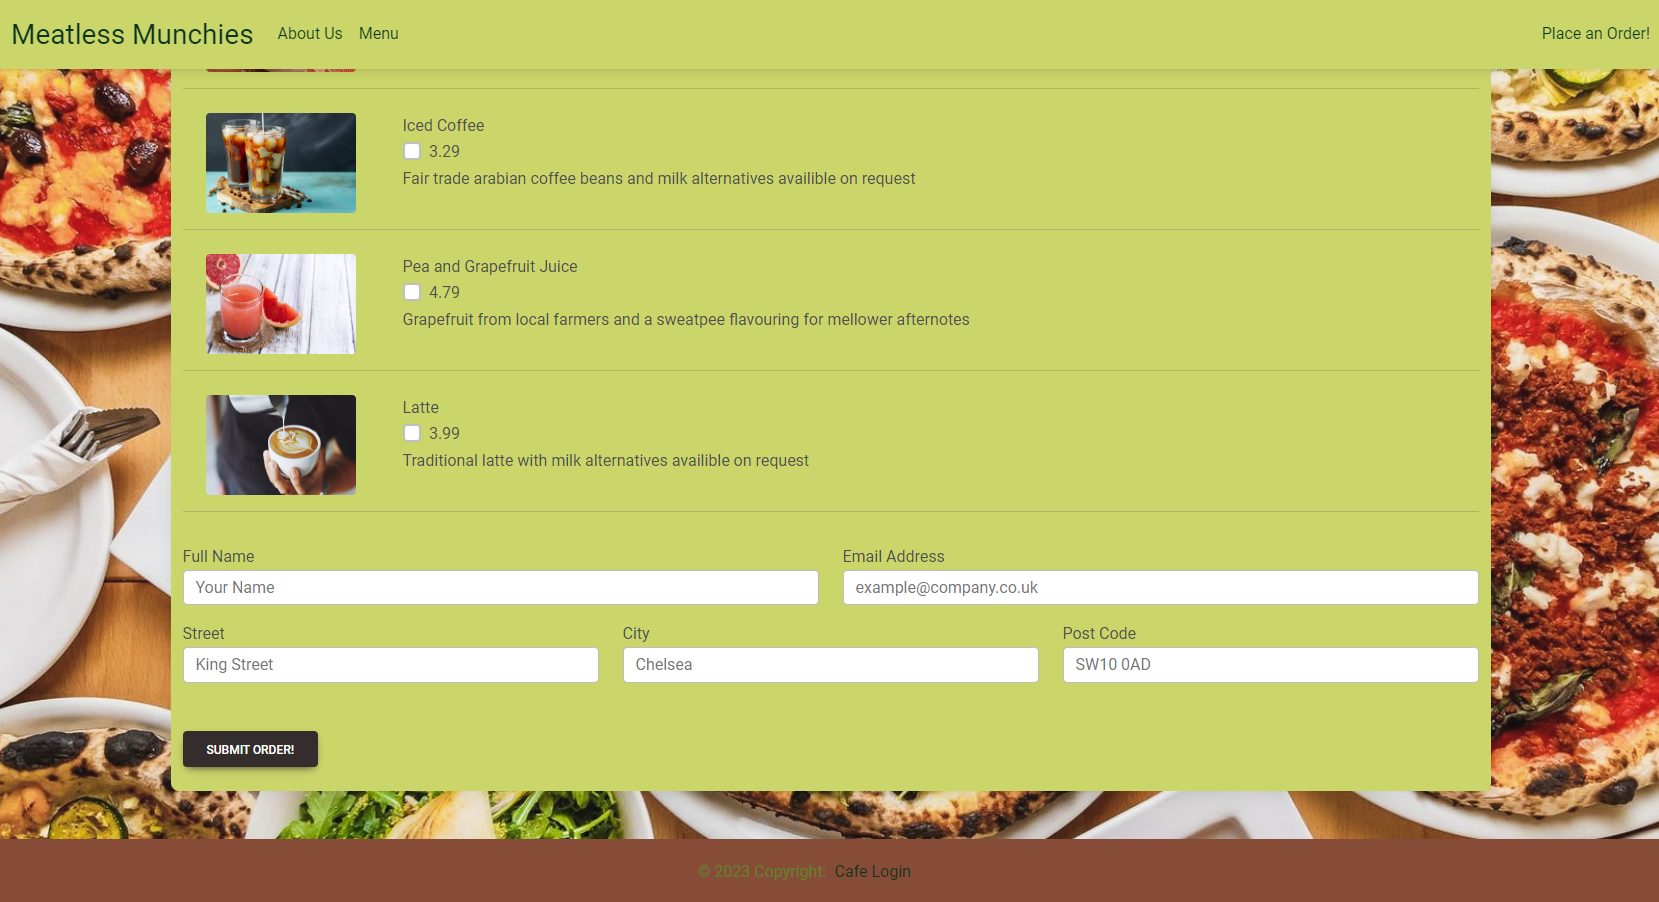 Meatless Munchies About Us Menu Place an Order!
Iced Coffee
3.29
Fair trade arabian coffee beans and milk alternatives availible on request
Pea and Grapefruit Juice
4.79
Grapefruit from local farmers and a sweatpee flavouring for mellower afternotes
Latte
3.99
Traditional latte with milk alternatives availible on request
Full Name Email Address
Your Name example@company.co.uk
Street City Post Code
King Street Chelsea SW10 0AD
SUBMIT ORDER!
© 2023 Copyright: Cafe Login